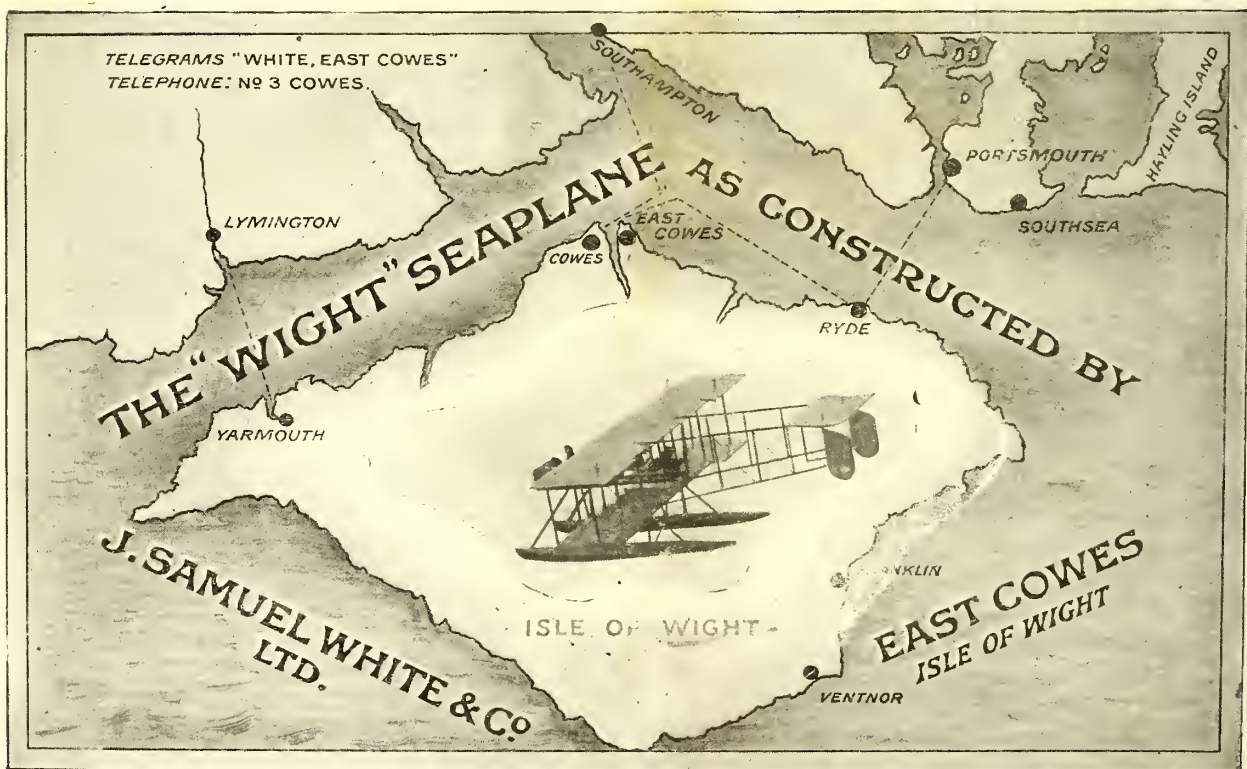 TELEGRAMS "WHITE, EAST COWES"
TELEPHONE: Nº 3 COWES.
SOUTHAMPTON
HAYLING ISLAND
PORTSMOUTH
SOUTHSEA
LYMINGTON
EAST
COWES
COWES
THE "WIGHT" SEAPLANE AS CONSTRUCTED BY
RYDE
YARMOUTH
NKLIN
ISLE OF WIGHT
VENTNOR
J. SAMUEL WHITE & Cº
LTD.
EAST COWES
ISLE OF WIGHT